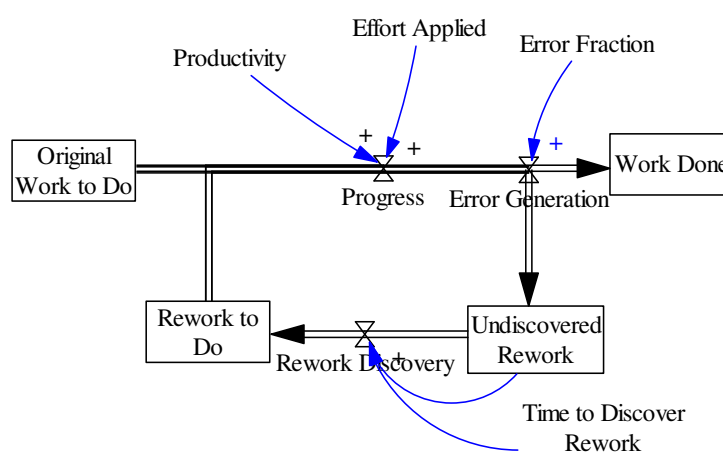 Effort Applied
Productivity
Error Fraction
+
+
+
Original
Work to Do
Work Done
Progress
Error Generation
Rework to
Do
Undiscovered
Rework
Rework Discovery
+
Time to Discover
Rework